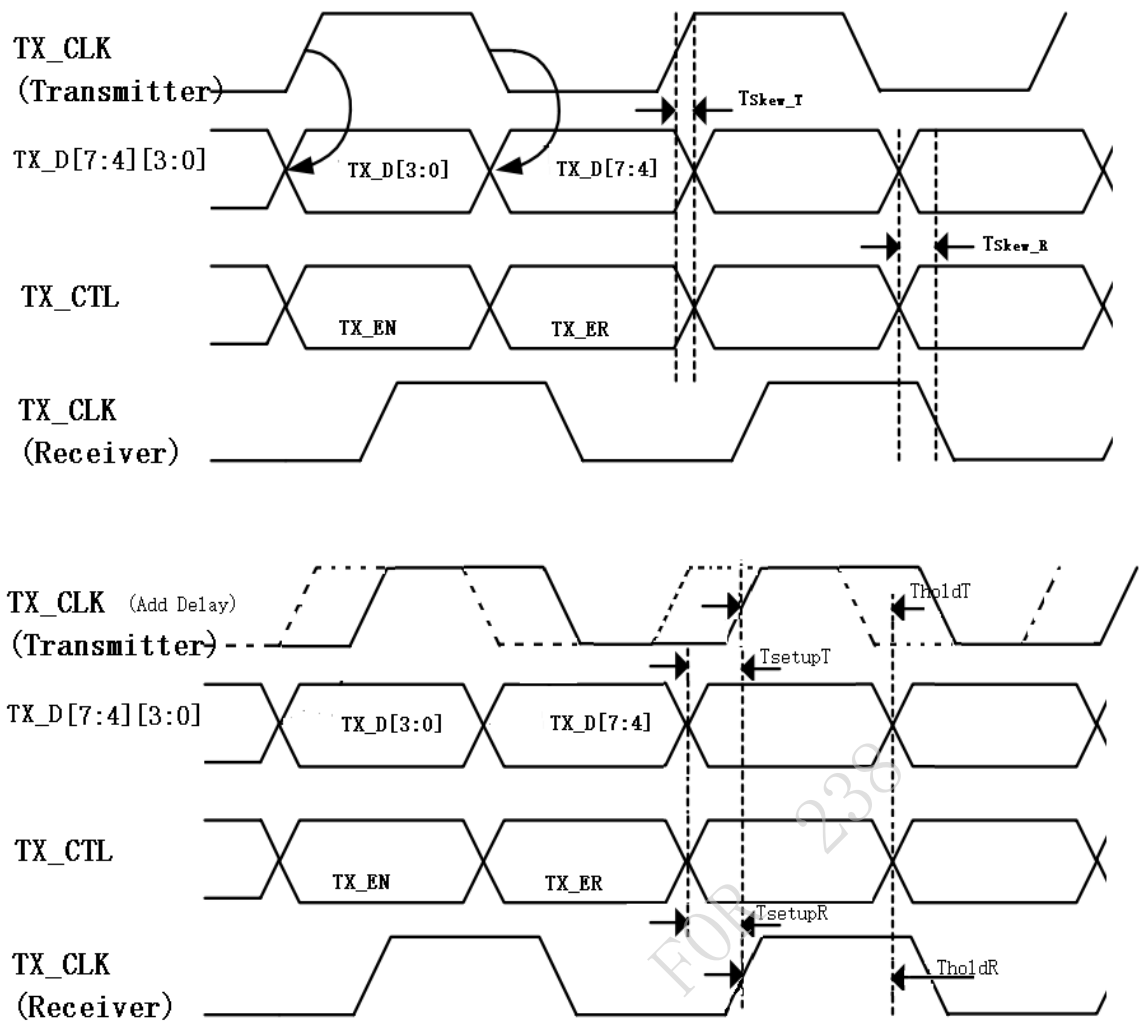 TX_CLK
(Transmitter)
Tskew_T
TX_D[7:4][3:0]
TX_D[3:0]
TX_D[7:4]
Tskew_R
TX_CTL
TX_EN
TX_ER
TX_CLK
(Receiver)
TX_CLK (Add Delay)
(Transmitter)
TholdT
TsetupT
TX_D[7:4][3:0]
TX_D[3:0]
TX_D[7:4]
TX_CTL
TX_EN
TX_ER
TsetupR
TX_CLK
(Receiver)
TholdR
FOR 238